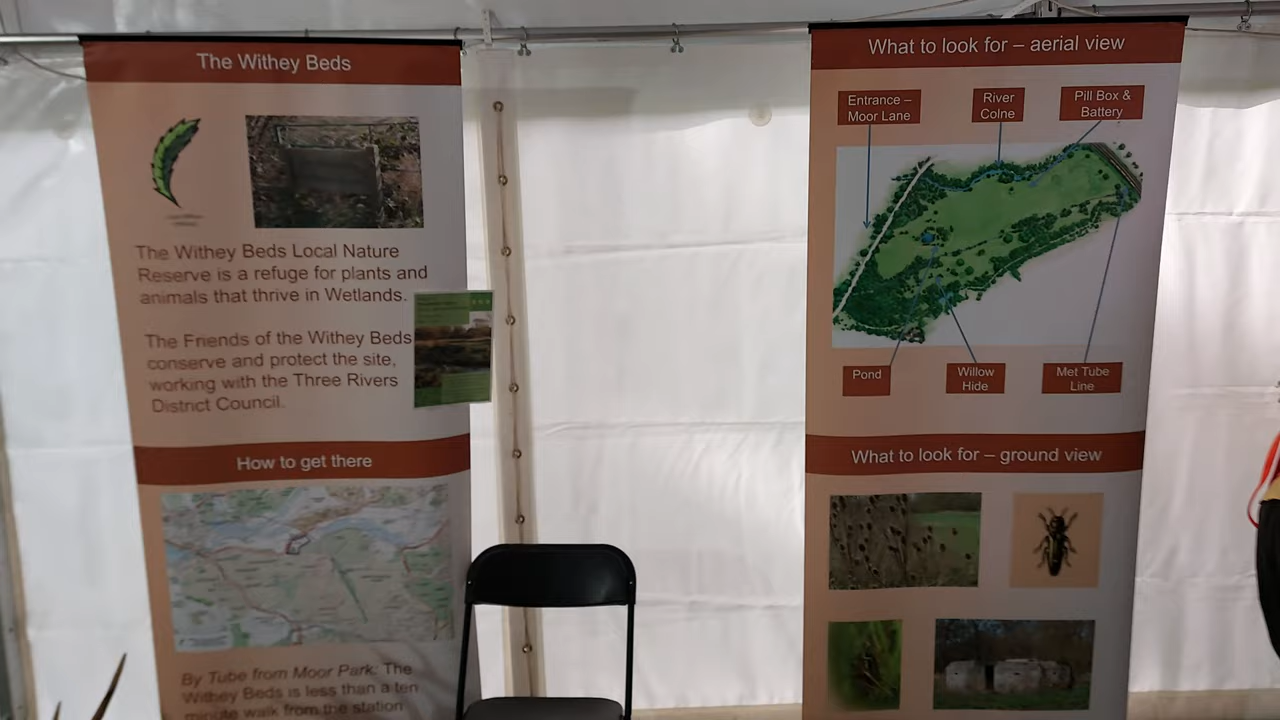 The Withey Beds
The Withey Beds Local Nature
Reserve is a refuge for plants and
animals that thrive in Wetlands.
The Friends of the Withey Beds
conserve and protect the site,
working with the Three Rivers
District Council.
How to get there
By Tube from Moor Park: The
Withey Beds is less than a ten
minute walk from the station
What to look for – aerial view
Entrance –
Moor Lane
River
Colne
Pill Box &
Battery
Pond
Willow
Hide
Met Tube
Line
What to look for – ground view